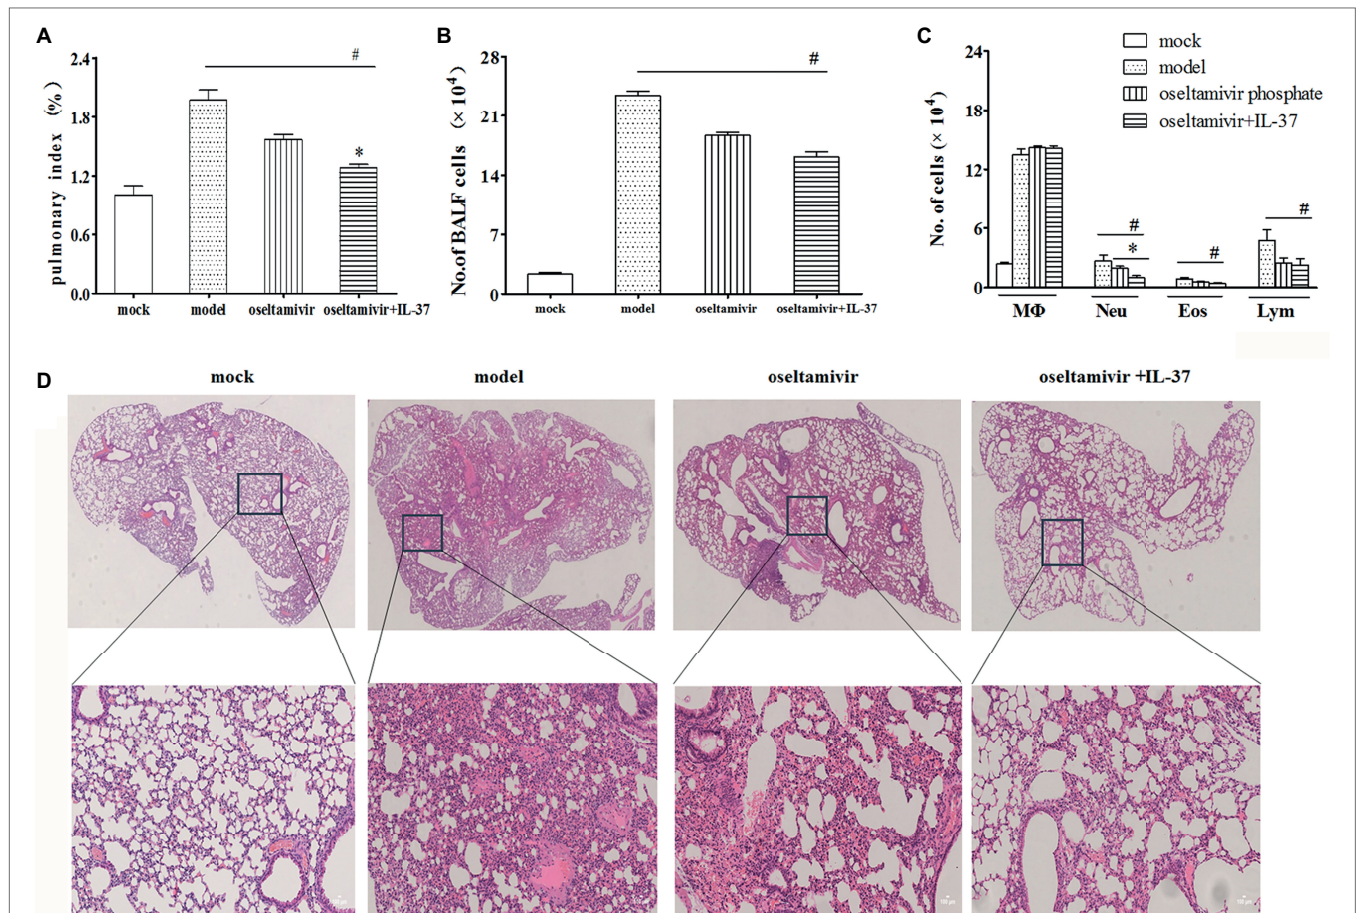 A
pulmonary index (%)
2.4
1.8
1.2
0.6
0.0
#
*
mock model oseltamivir oseltamivir+IL-37
B
No.of BALF cells (× 10⁴)
28
21
14
7
0
#
mock model oseltamivir oseltamivir+IL-37
C
No. of cells (× 10⁴)
24
18
12
6
0
mock
model
oseltamivir phosphate
oseltamivir+IL-37
#
*
#
#
MΦ Neu Eos Lym
D
mock model oseltamivir oseltamivir +IL-37